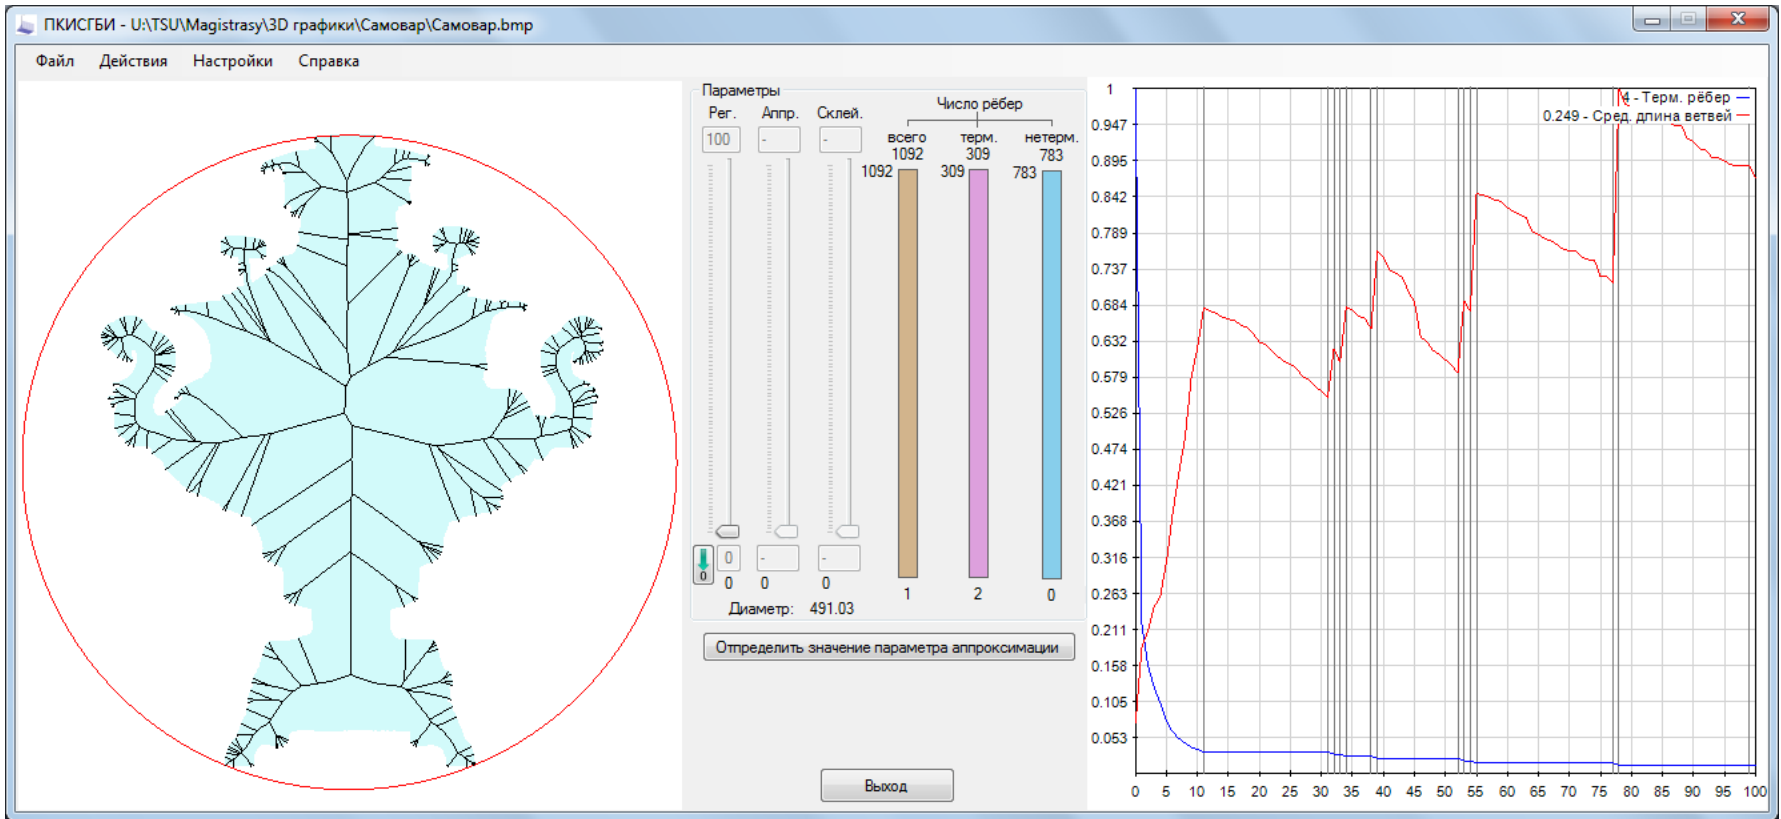 ПКИСГБИ - U:\TSU\Magistrasy\3D графики\Самовар\Самовар.bmp
Файл Действия Настройки Справка
Параметры
Рег. Аппр. Склей.
Число рёбер
всего терм. нетерм.
1092 309 783
100 - -
1092 309 783
0 - -
0
0 0 0
1 2 0
Диаметр: 491.03
Отпределить значение параметра аппроксимации
Выход
4 - Терм. рёбер
0.249 - Сред. длина ветвей
1
0.947
0.895
0.842
0.789
0.737
0.684
0.632
0.579
0.526
0.474
0.421
0.368
0.316
0.263
0.211
0.158
0.105
0.053
0 5 10 15 20 25 30 35 40 45 50 55 60 65 70 75 80 85 90 95 100